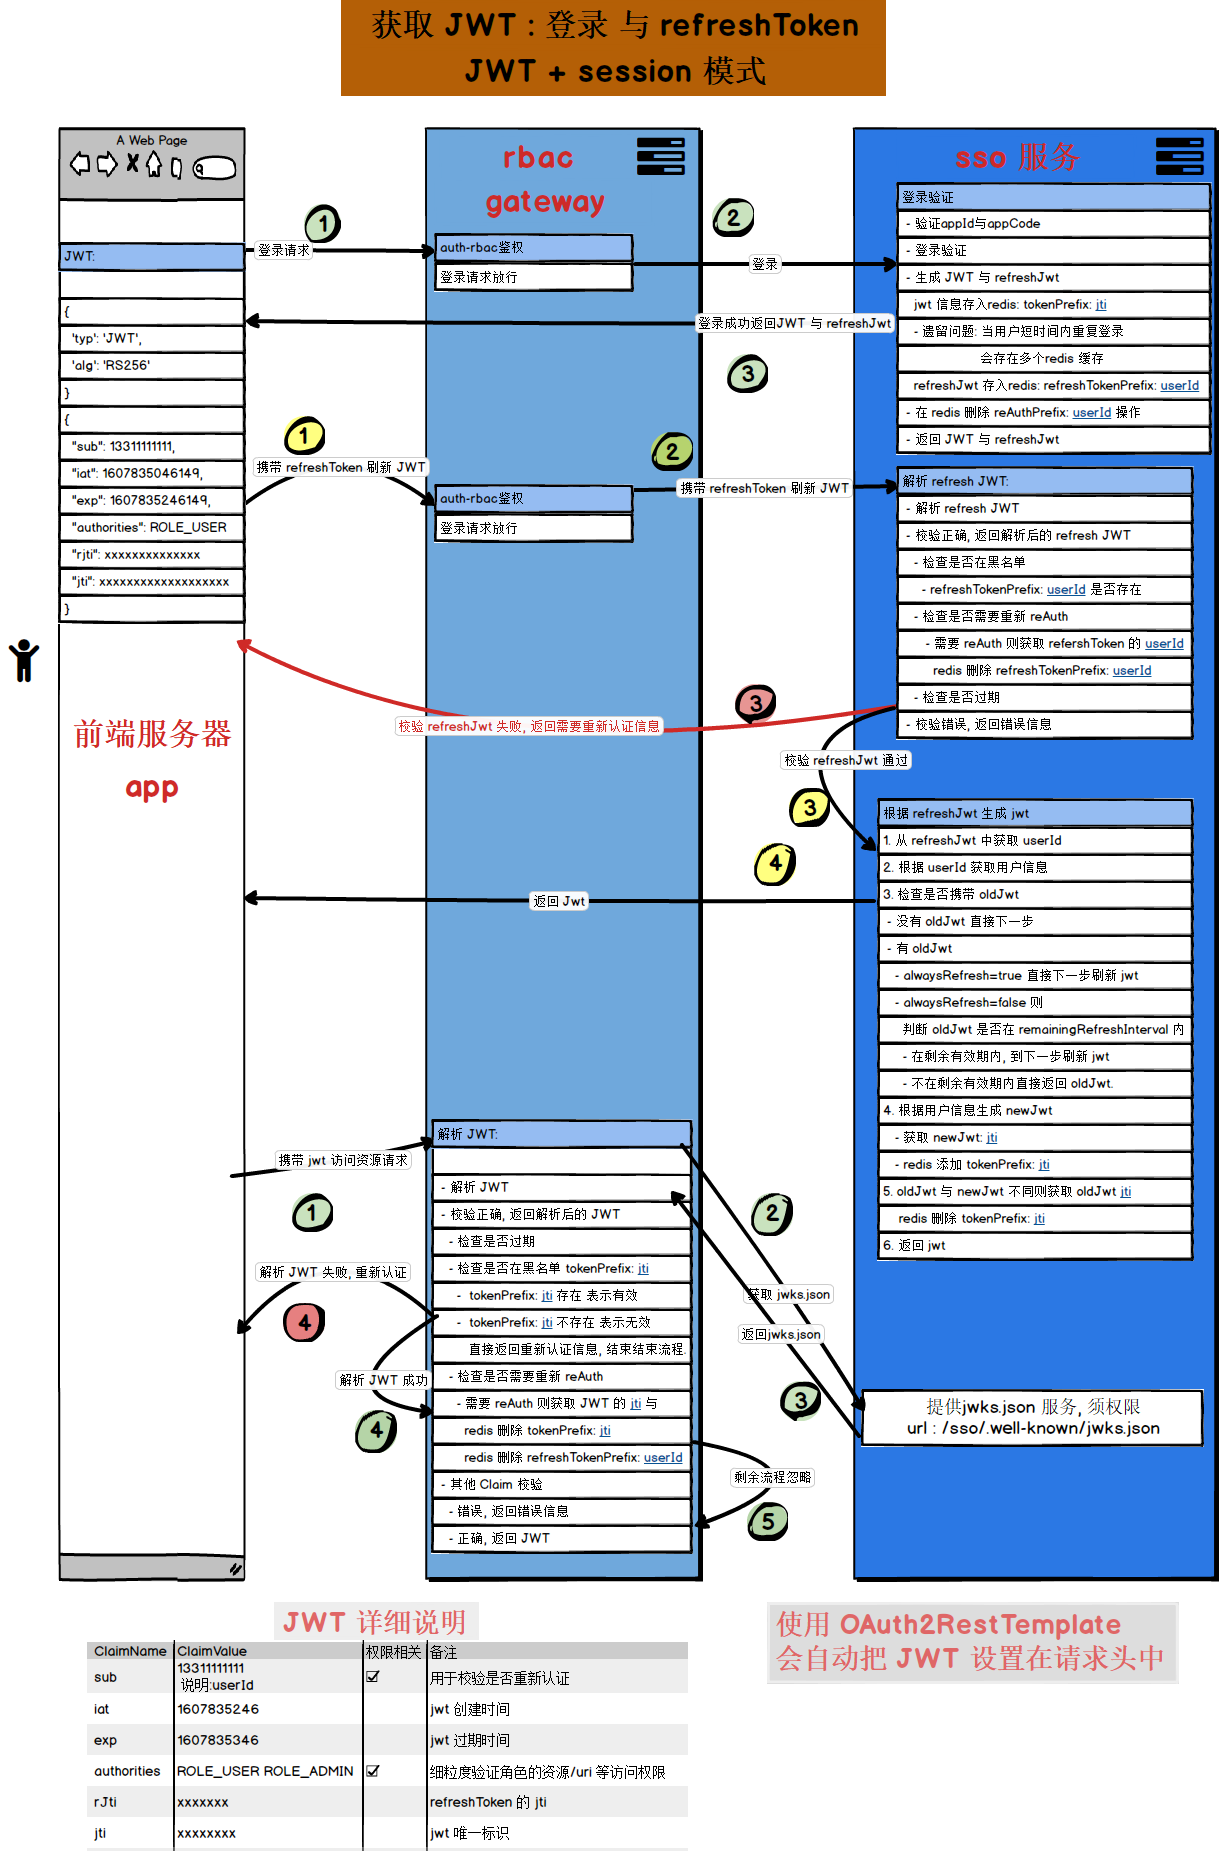 获取 JWT : 登录 与 refreshToken
JWT + session 模式
A Web Page
JWT:
{
'typ': 'JWT',
'alg': 'RS256'
}
{
"sub": 13311111111,
"iat": 1607835046149,
"exp": 1607835246149,
"authorities": ROLE_USER
"rjti": xxxxxxxxxxxxxx
"jti": xxxxxxxxxxxxxxxxxxx
}
前端服务器
app
rbac
gateway
sso 服务
1
登录请求
auth-rbac鉴权
登录请求放行
2
登录
登录成功返回JWT 与 refreshJwt
3
登录验证
- 验证appId与appCode
- 登录验证
- 生成 JWT 与 refreshJwt
jwt 信息存入redis: tokenPrefix: jti
- 遗留问题: 当用户短时间内重复登录
会存在多个redis 缓存
refreshJwt 存入redis: refreshTokenPrefix: userId
- 在 redis 删除 reAuthPrefix: userId 操作
- 返回 JWT 与 refreshJwt
1
携带 refreshToken 刷新 JWT
auth-rbac鉴权
登录请求放行
2
携带 refreshToken 刷新 JWT
解析 refresh JWT:
- 解析 refresh JWT
- 校验正确, 返回解析后的 refresh JWT
- 检查是否在黑名单
- refreshTokenPrefix: userId 是否存在
- 检查是否需要重新 reAuth
- 需要 reAuth 则获取 refershToken 的 userId
redis 删除 refreshTokenPrefix: userId
- 检查是否过期
- 校验错误, 返回错误信息
3
校验 refreshJwt 失败, 返回需要重新认证信息
校验 refreshJwt 通过
3
4
返回 Jwt
根据 refreshJwt 生成 jwt
1. 从 refreshJwt 中获取 userId
2. 根据 userId 获取用户信息
3. 检查是否携带 oldJwt
- 没有 oldJwt 直接下一步
- 有 oldJwt
- alwaysRefresh=true 直接下一步刷新 jwt
- alwaysRefresh=false 则
判断 oldJwt 是否在 remainingRefreshInterval 内
- 在剩余有效期内, 到下一步刷新 jwt
- 不在剩余有效期内直接返回 oldJwt.
4. 根据用户信息生成 newJwt
- 获取 newJwt: jti
- redis 添加 tokenPrefix: jti
5. oldJwt 与 newJwt 不同则获取 oldJwt jti
redis 删除 tokenPrefix: jti
6. 返回 jwt
携带 jwt 访问资源请求
1
解析 JWT:
- 解析 JWT
- 校验正确, 返回解析后的 JWT
- 检查是否过期
- 检查是否在黑名单 tokenPrefix: jti
- tokenPrefix: jti 存在 表示有效
- tokenPrefix: jti 不存在 表示无效
直接返回重新认证信息, 结束结束流程.
- 检查是否需要重新 reAuth
- 需要 reAuth 则获取 JWT 的 jti 与
redis 删除 tokenPrefix: jti
redis 删除 refreshTokenPrefix: userId
- 其他 Claim 校验
- 错误, 返回错误信息
- 正确, 返回 JWT
2
获取 jwks.json
返回jwks.json
3
提供jwks.json 服务, 须权限
url : /sso/.well-known/jwks.json
解析 JWT 失败, 重新认证
4
解析 JWT 成功
4
剩余流程忽略
5
JWT 详细说明
ClaimName ClaimValue 权限相关 备注
sub 13311111111 用于校验是否重新认证
说明:userId
iat 1607835246 jwt 创建时间
exp 1607835346 jwt 过期时间
authorities ROLE_USER ROLE_ADMIN 细粒度验证角色的资源/uri 等访问权限
rJti xxxxxxx refreshToken 的 jti
jti xxxxxxxx jwt 唯一标识
使用 OAuth2RestTemplate
会自动把 JWT 设置在请求头中